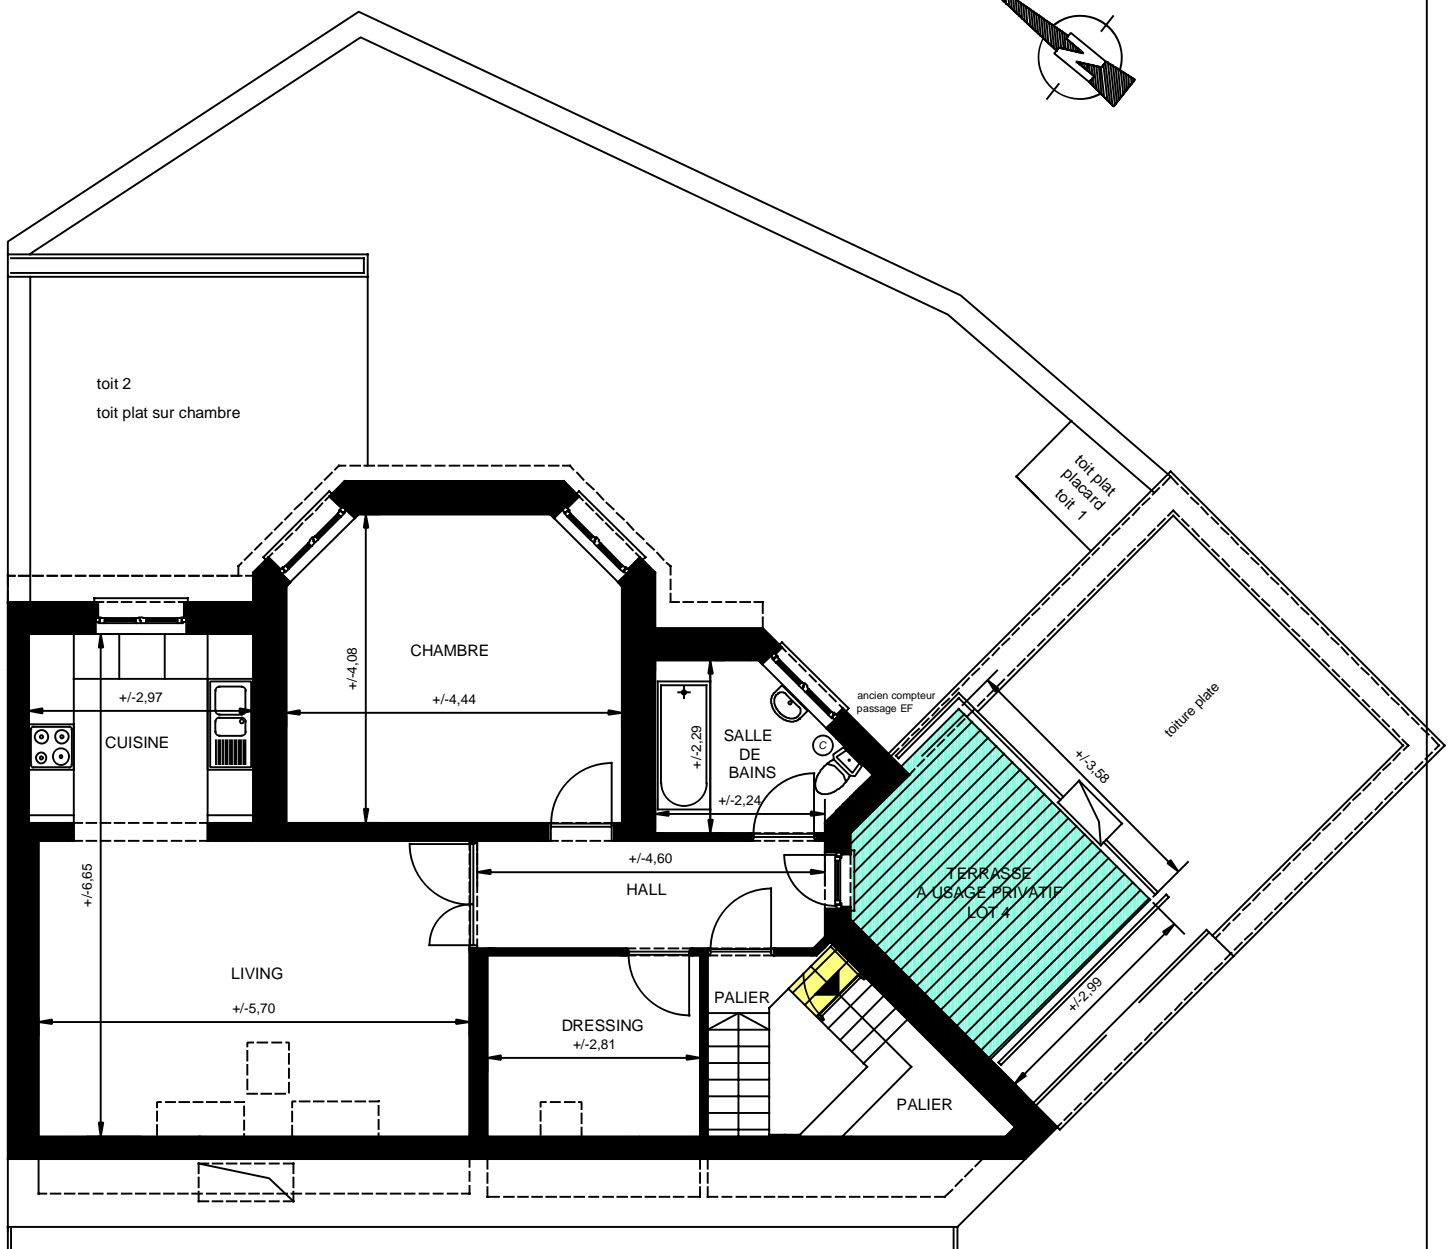 toit 2
toit plat sur chambre
toit plat
placard
toit 1
toiture plate
CHAMBRE
+/-4,08
+/-4,44
+/-2,97
CUISINE
ancien compteur
passage EF
SALLE
DE
BAINS
+/-2,29
+/-2,24
C
+/-3,58
+/-6,65
+/-4,60
HALL
TERRASSE
A USAGE PRIVATIF
LOT 4
LIVING
+/-5,70
PALIER
DRESSING
+/-2,81
+/-2,99
PALIER